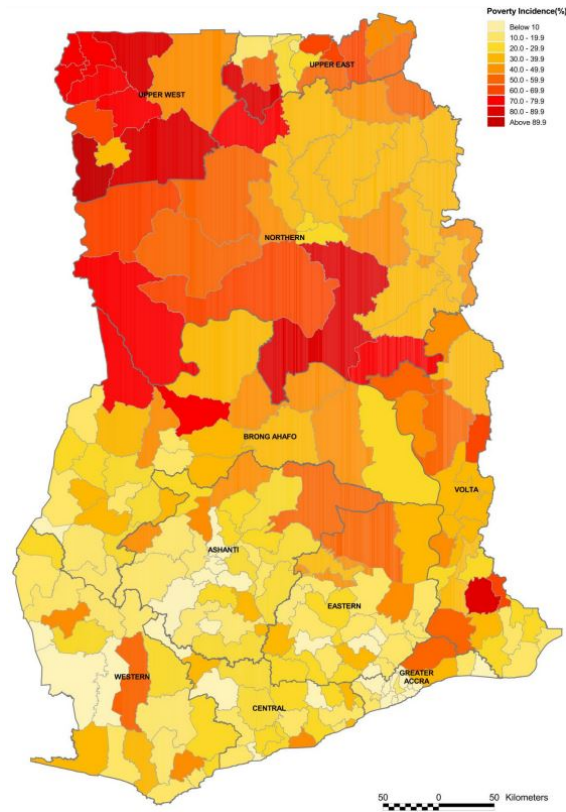 Poverty Incidence(%)
Below 10
10.0 - 19.9
20.0 - 29.9
30.0 - 39.9
40.0 - 49.9
50.0 - 59.9
60.0 - 69.9
70.0 - 79.9
80.0 - 89.9
Above 89.9
UPPER EAST
UPPER WEST
NORTHERN
BRONG AHAFO
VOLTA
ASHANTI
EASTERN
WESTERN
GREATER
ACCRA
CENTRAL
50 0 50 Kilometers